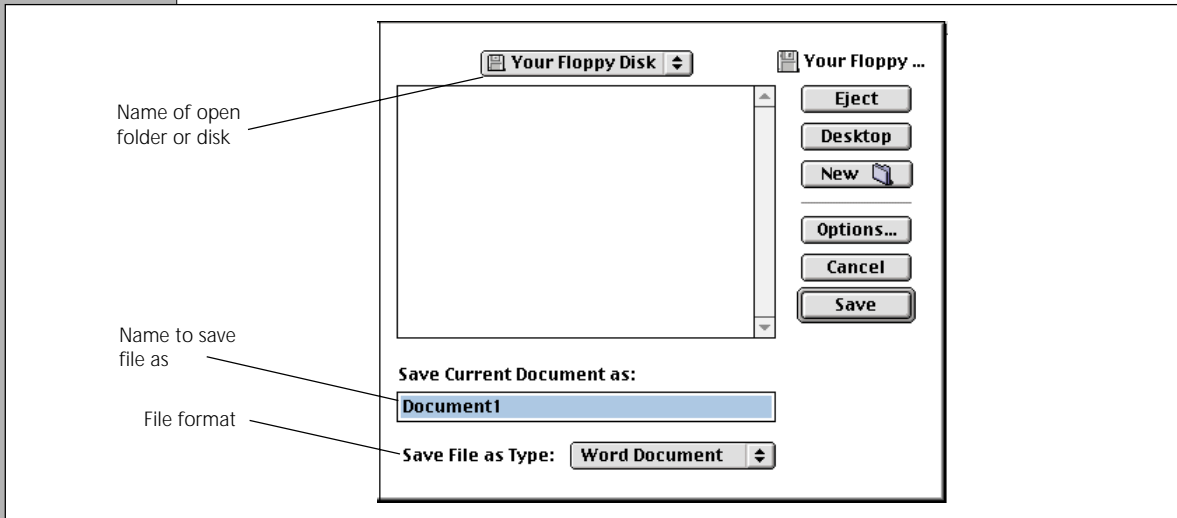 Your Floppy Disk
Your Floppy ...
Name of open
folder or disk
Eject
Desktop
New
Options...
Cancel
Save
Name to save
file as
Save Current Document as:
Document1
File format
Save File as Type:
Word Document